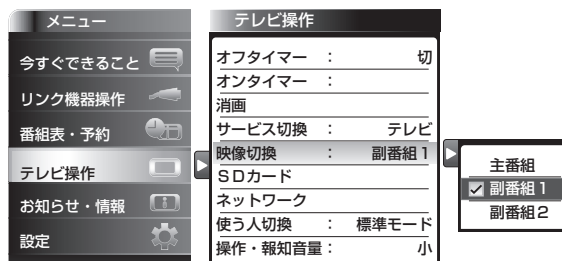 メニュー
今すぐできること
リンク機器操作
番組表・予約
テレビ操作
お知らせ・情報
設定
テレビ操作
オフタイマー : 切
オンタイマー :
消画
サービス切換 : テレビ
映像切換 : 副番組1
SDカード
ネットワーク
使う人切換 : 標準モード
操作・報知音量 : 小
主番組
副番組1
副番組2